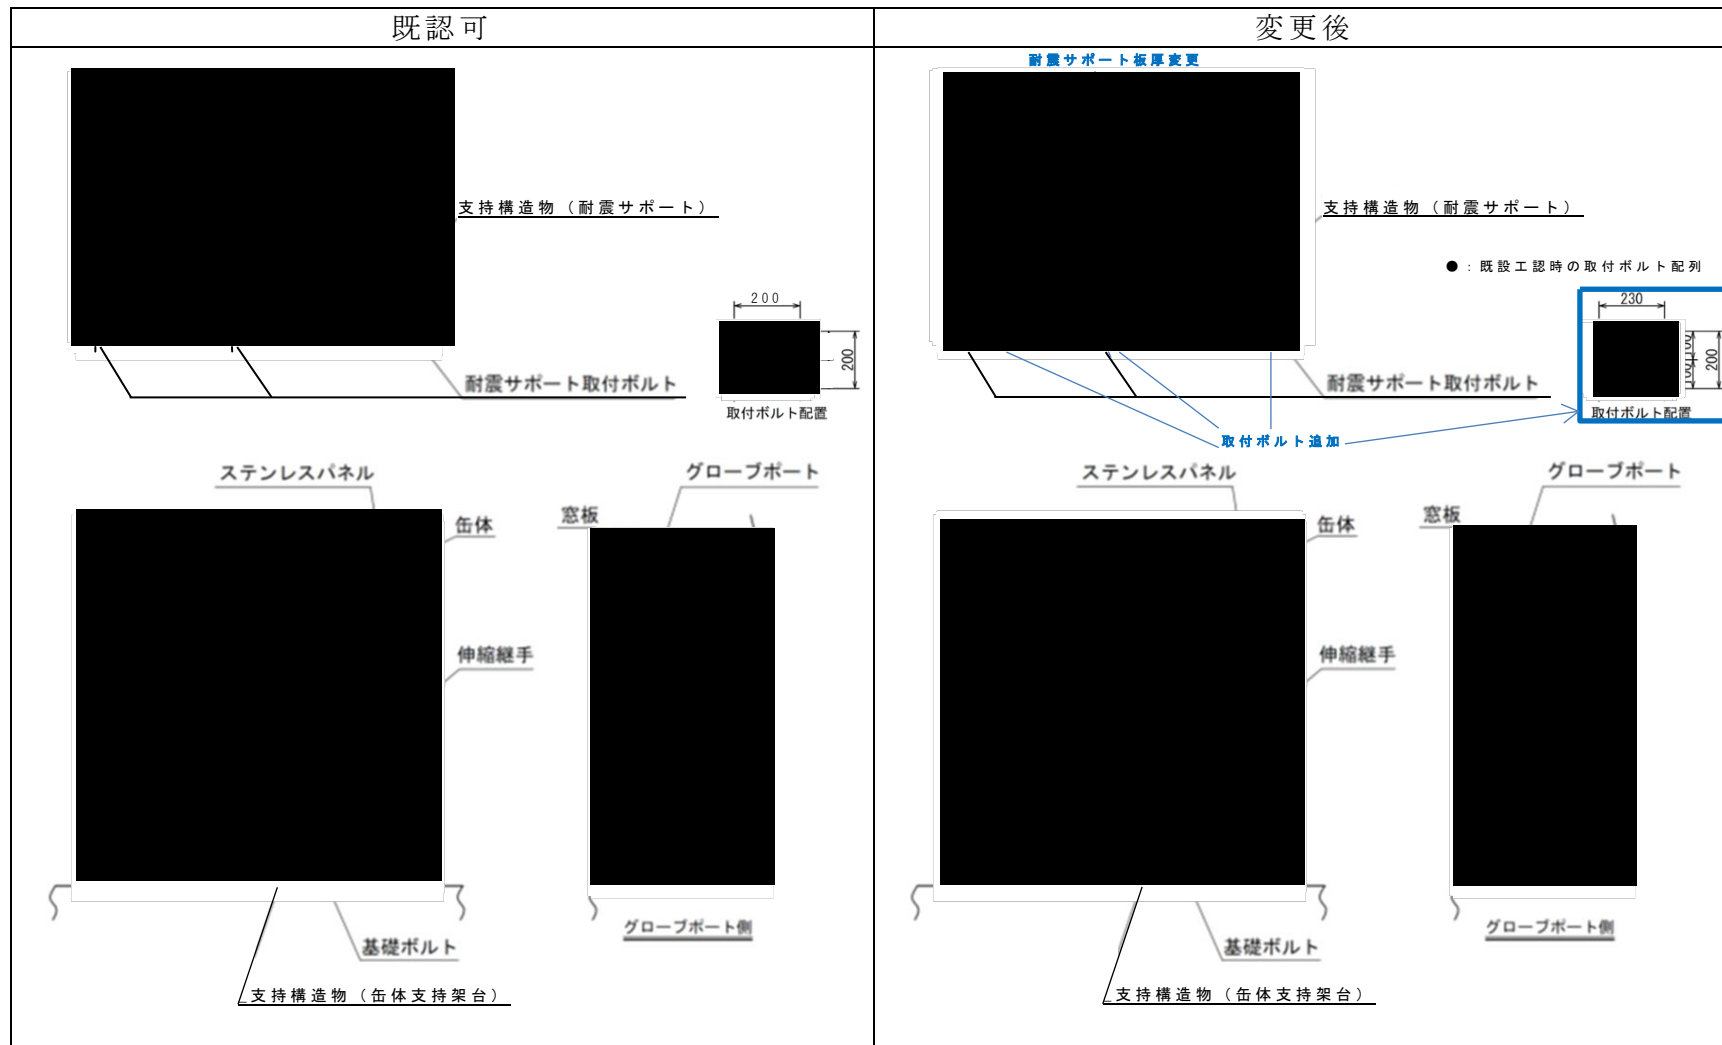 既認可
支持構造物（耐震サポート）
200
200
耐震サポート取付ボルト
取付ボルト配置
ステンレスパネル
グローブポート
缶体
窓板
伸縮継手
グローブポート側
基礎ボルト
支持構造物（缶体支持架台）
変更後
耐震サポート板厚変更
支持構造物（耐震サポート）
●：既設工認時の取付ボルト配列
230
100
100
200
耐震サポート取付ボルト
取付ボルト配置
取付ボルト追加
ステンレスパネル
グローブポート
缶体
窓板
伸縮継手
グローブポート側
基礎ボルト
支持構造物（缶体支持架台）